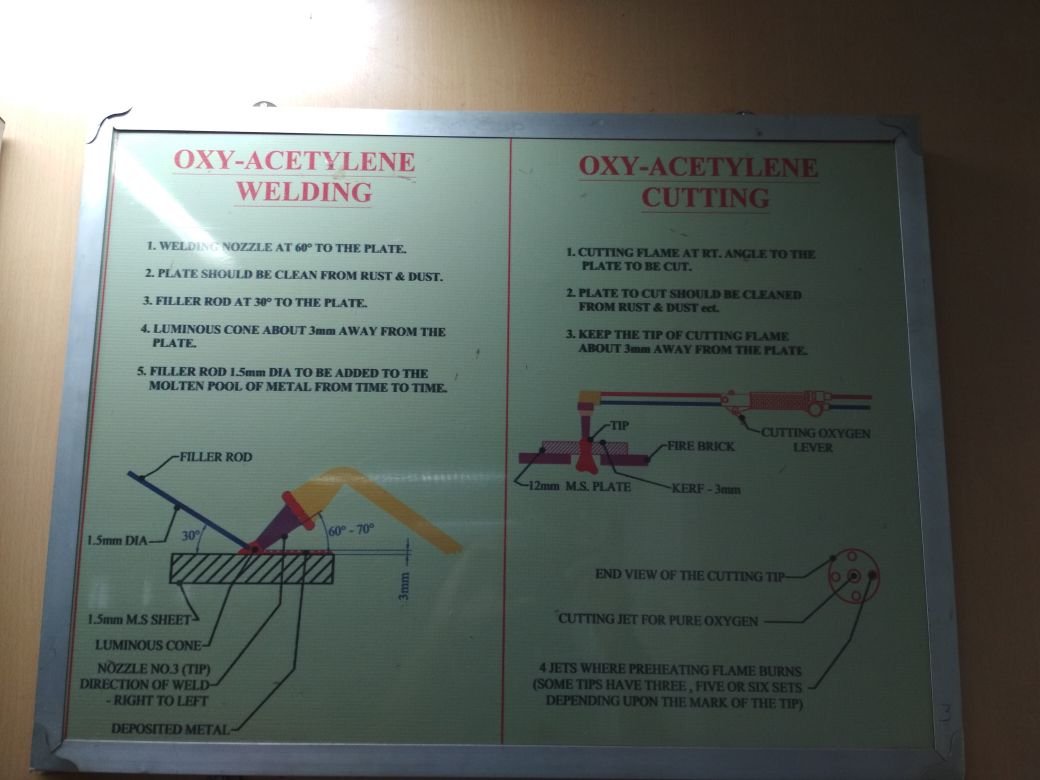 OXY-ACETYLENE
WELDING
1. WELDING NOZZLE AT 60° TO THE PLATE.
2. PLATE SHOULD BE CLEAN FROM RUST & DUST.
3. FILLER ROD AT 30° TO THE PLATE.
4. LUMINOUS CONE ABOUT 3mm AWAY FROM THE
PLATE.
5. FILLER ROD 1.5mm DIA TO BE ADDED TO THE
MOLTEN POOL OF METAL FROM TIME TO TIME.
FILLER ROD
1.5mm DIA
30°
60° - 70°
3mm
1.5mm M.S SHEET
LUMINOUS CONE
NOZZLE NO.3 (TIP)
DIRECTION OF WELD
- RIGHT TO LEFT
DEPOSITED METAL
OXY-ACETYLENE
CUTTING
1. CUTTING FLAME AT RT. ANGLE TO THE
PLATE TO BE CUT.
2. PLATE TO CUT SHOULD BE CLEANED
FROM RUST & DUST ect.
3. KEEP THE TIP OF CUTTING FLAME
ABOUT 3mm AWAY FROM THE PLATE.
TIP
CUTTING OXYGEN
LEVER
FIRE BRICK
12mm M.S. PLATE
KERF - 3mm
END VIEW OF THE CUTTING TIP
CUTTING JET FOR PURE OXYGEN
4 JETS WHERE PREHEATING FLAME BURNS
(SOME TIPS HAVE THREE , FIVE OR SIX SETS
DEPENDING UPON THE MARK OF THE TIP)